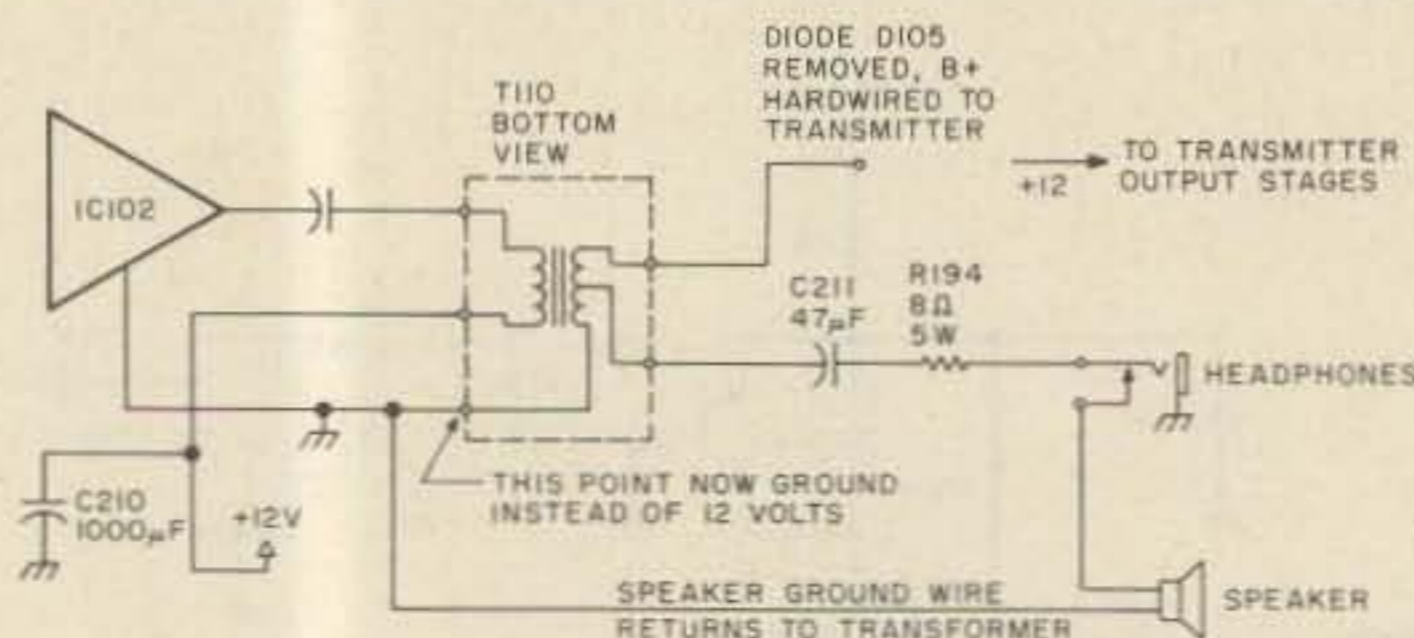 DIODE D105
REMOVED, B+
HARDWIRED TO
TRANSMITTER
T110
BOTTOM
VIEW
TO TRANSMITTER
OUTPUT STAGES
+12
IC102
C211
47µF
R194
8Ω
5W
HEADPHONES
THIS POINT NOW GROUND
INSTEAD OF 12 VOLTS
C210
1000µF
+12V
SPEAKER GROUND WIRE
RETURNS TO TRANSFORMER
SPEAKER